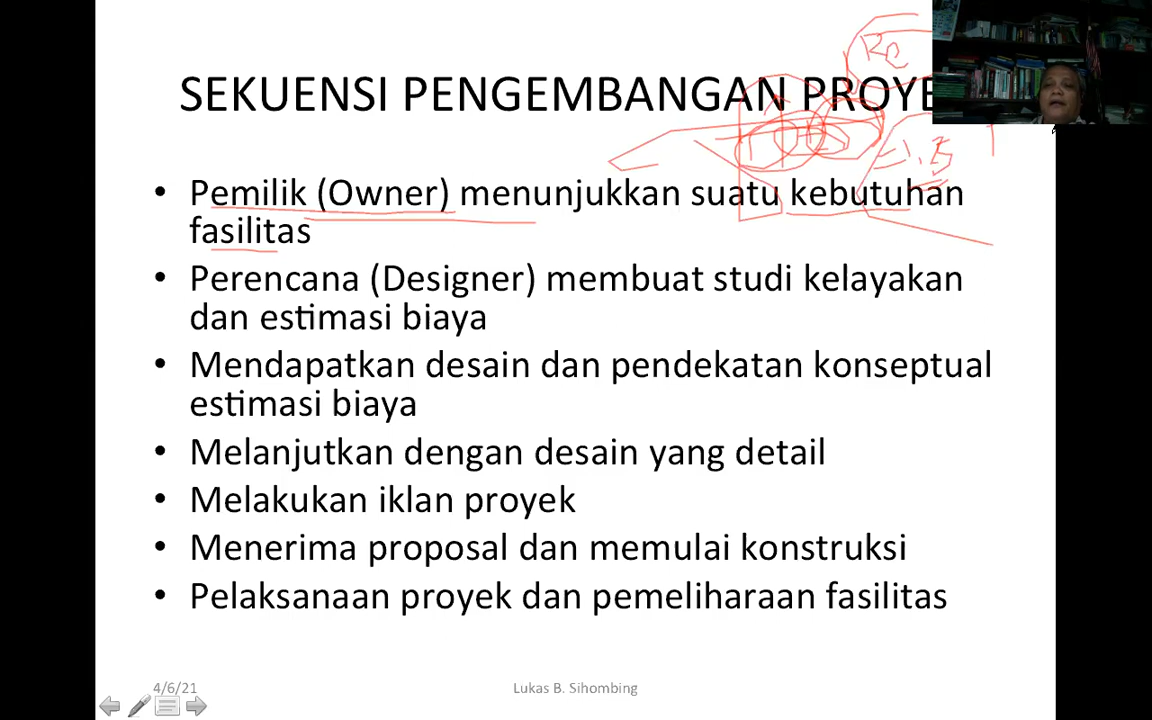 SEKUENSI PENGEMBANGAN
• Pemilik (Owner) menunjukkan suatu kebutuhan
fasilitas
• Perencana (Designer) membuat studi kelayakan
dan estimasi biaya
• Mendapatkan desain dan pendekatan konseptual
estimasi biaya
• Melanjutkan dengan desain yang detail
• Melakukan iklan proyek
• Menerima proposal dan memulai konstruksi
• Pelaksanaan proyek dan pemeliharaan fasilitas
4/6/21
Lukas B. Sihombing